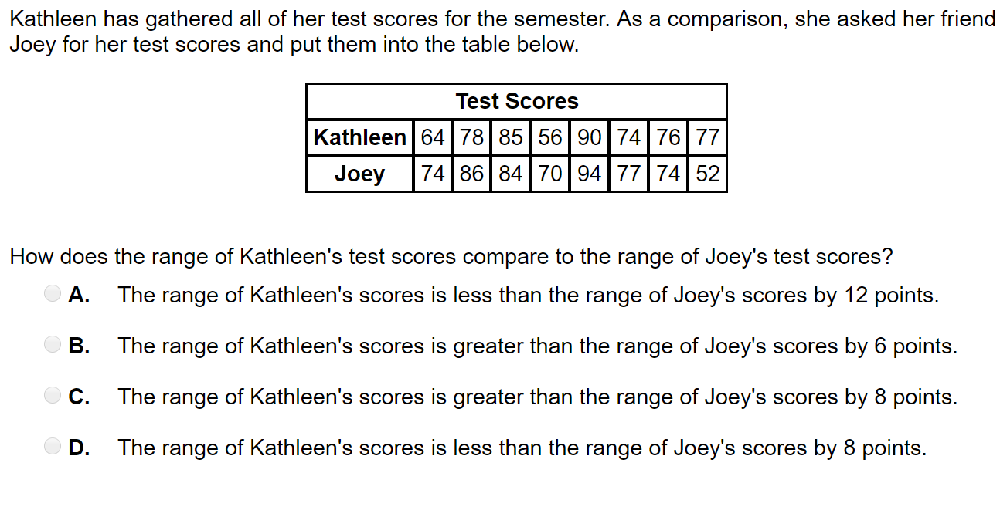 Kathleen has gathered all of her test scores for the semester. As a comparison, she asked her friend
Joey for her test scores and put them into the table below.
Test Scores
Kathleen 64 78 85 56 90 74 76 77
Joey 74 86 84 70 94 77 74 52
How does the range of Kathleen's test scores compare to the range of Joey's test scores?
A. The range of Kathleen's scores is less than the range of Joey's scores by 12 points.
B. The range of Kathleen's scores is greater than the range of Joey's scores by 6 points.
C. The range of Kathleen's scores is greater than the range of Joey's scores by 8 points.
D. The range of Kathleen's scores is less than the range of Joey's scores by 8 points.